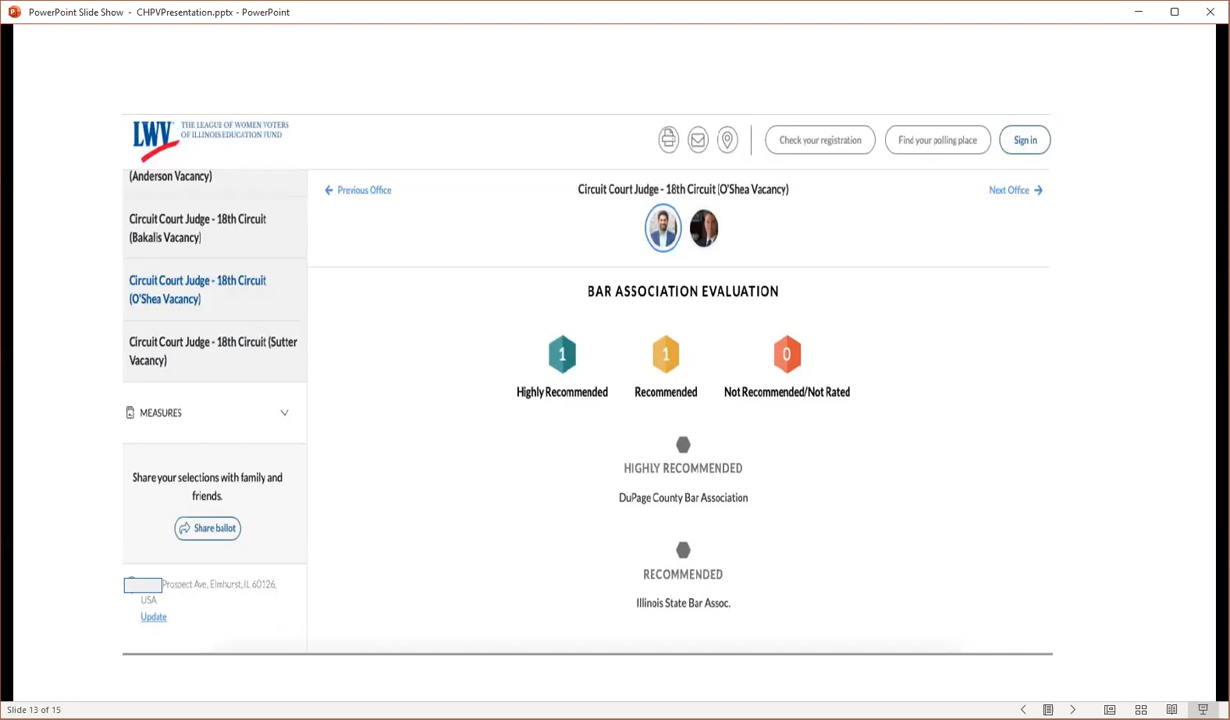 PowerPoint Slide Show - CHPVPresentation.pptx - PowerPoint
LWV THE LEAGUE OF WOMEN VOTERS
OF ILLINOIS EDUCATION FUND
Check your registration
Find your polling place
Sign in
(Anderson Vacancy)
Circuit Court Judge - 18th Circuit
(Bakalis Vacancy)
Circuit Court Judge - 18th Circuit
(O'Shea Vacancy)
Circuit Court Judge - 18th Circuit (Sutter
Vacancy)
MEASURES
Share your selections with family and
friends.
Share ballot
Prospect Ave, Elmhurst, IL 60126,
USA
Update
Previous Office
Circuit Court Judge - 18th Circuit (O'Shea Vacancy)
Next Office
BAR ASSOCIATION EVALUATION
1 1 0
Highly Recommended Recommended Not Recommended/Not Rated
HIGHLY RECOMMENDED
DuPage County Bar Association
RECOMMENDED
Illinois State Bar Assoc.
Slide 13 of 15